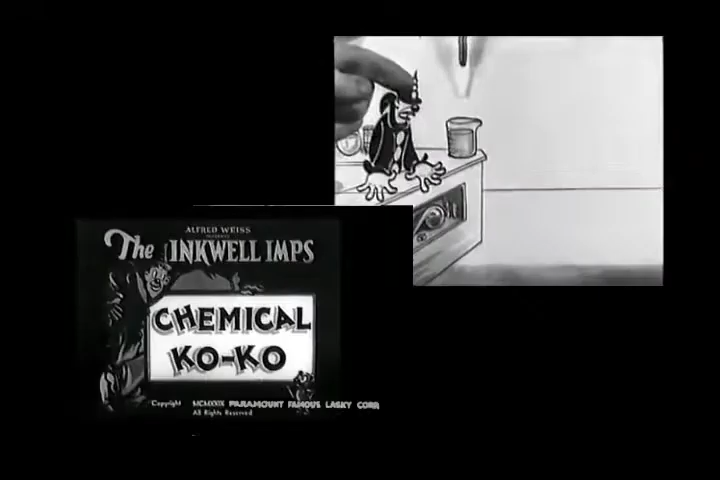 ALFRED WEISS
PRESENTS
The INKWELL IMPS
CHEMICAL
KO-KO
Copyright MCMXXIX PARAMOUNT FAMOUS LASKY CORP.
All Rights Reserved